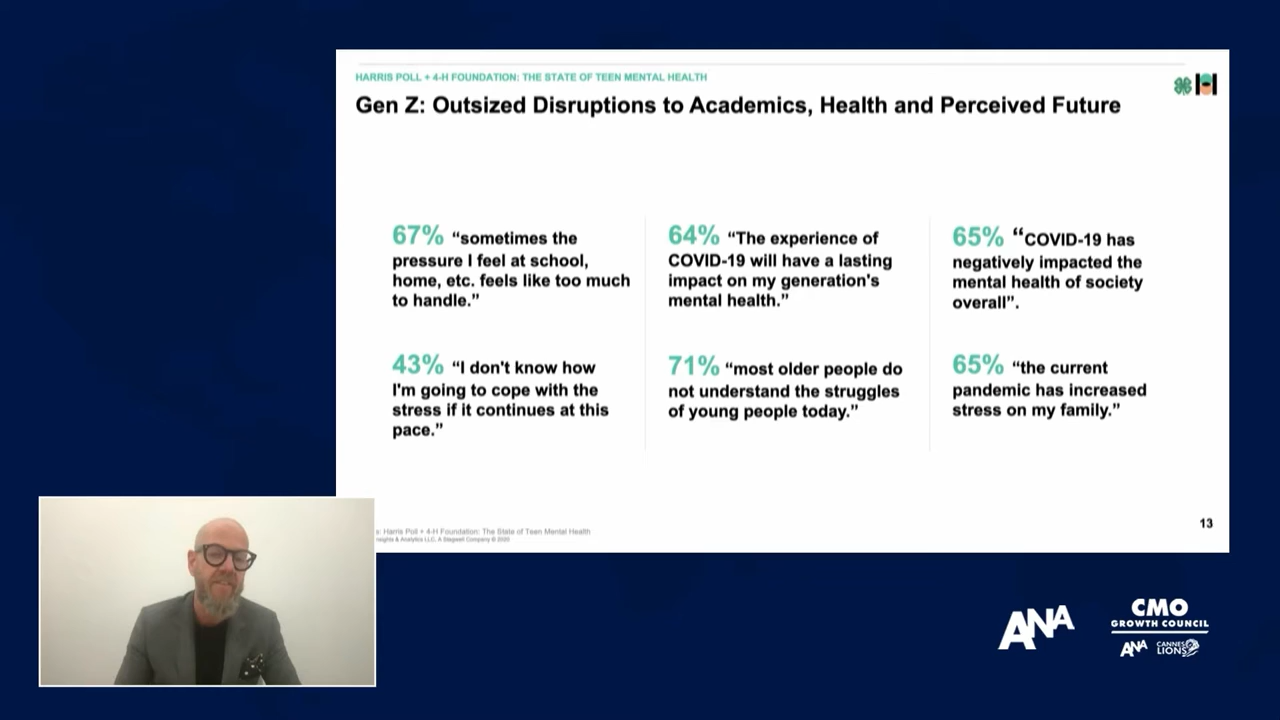 HARRIS POLL + 4-H FOUNDATION: THE STATE OF TEEN MENTAL HEALTH
Gen Z: Outsized Disruptions to Academics, Health and Perceived Future
67% “sometimes the
pressure I feel at school,
home, etc. feels like too much
to handle.”
64% “The experience of
COVID-19 will have a lasting
impact on my generation's
mental health.”
65% “COVID-19 has
negatively impacted the
mental health of society
overall”.
43% “I don't know how
I'm going to cope with the
stress if it continues at this
pace.”
71% “most older people do
not understand the struggles
of young people today.”
65% “the current
pandemic has increased
stress on my family.”
Harris Poll + 4-H Foundation: The State of Teen Mental Health
& Analytics LLC, A Stagwell Company © 2020
13
ANA
CMO
GROWTH COUNCIL
ANA
CANNES
LIONS